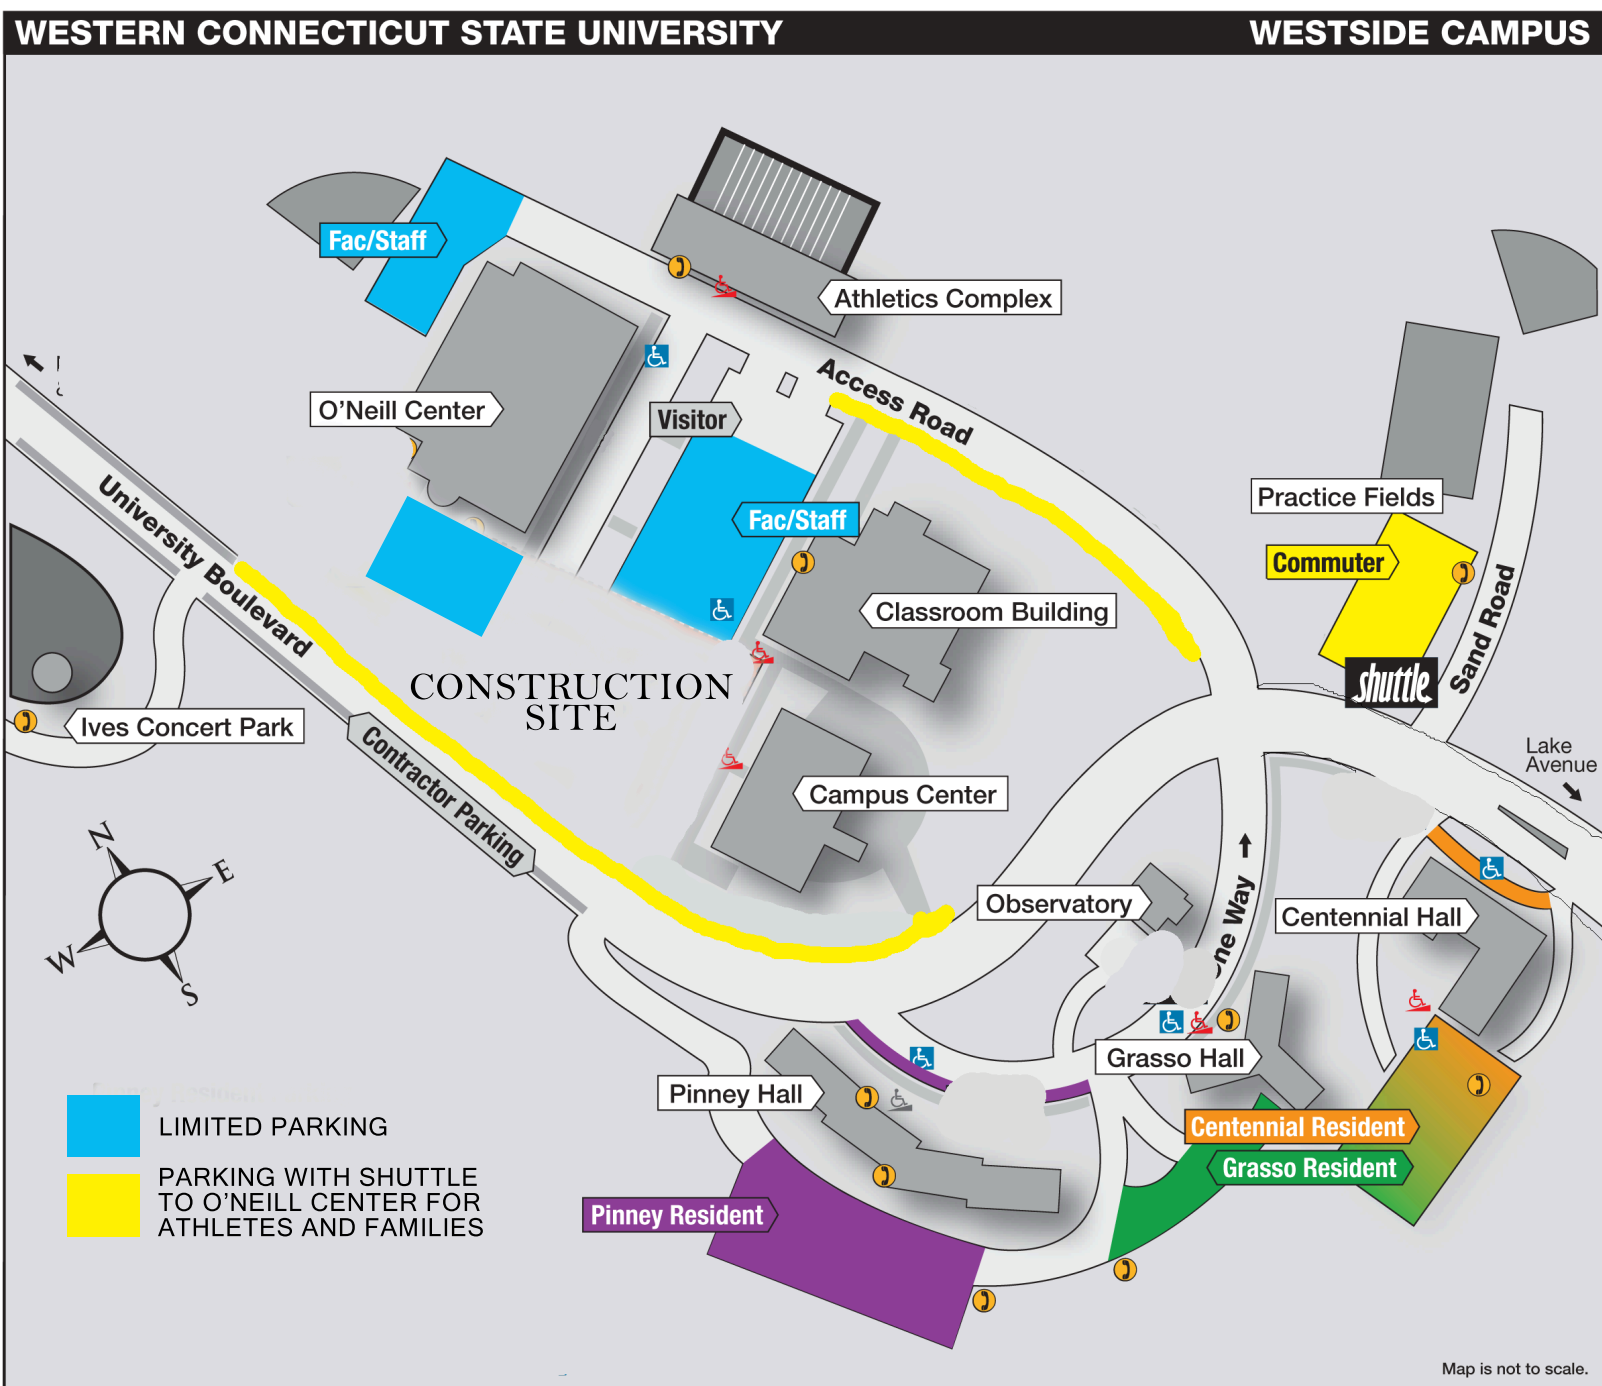 WESTERN CONNECTICUT STATE UNIVERSITY
WESTSIDE CAMPUS
Fac/Staff
Athletics Complex
Access Road
O'Neill Center
Visitor
Fac/Staff
Practice Fields
Commuter
Sand Road
shuttle
University Boulevard
Classroom Building
CONSTRUCTION
SITE
Ives Concert Park
Contractor Parking
Campus Center
Lake
Avenue
N
E
W
S
Observatory
One Way
Centennial Hall
Grasso Hall
Pinney Hall
Centennial Resident
Grasso Resident
Pinney Resident
LIMITED PARKING
PARKING WITH SHUTTLE
TO O'NEILL CENTER FOR
ATHLETES AND FAMILIES
Map is not to scale.